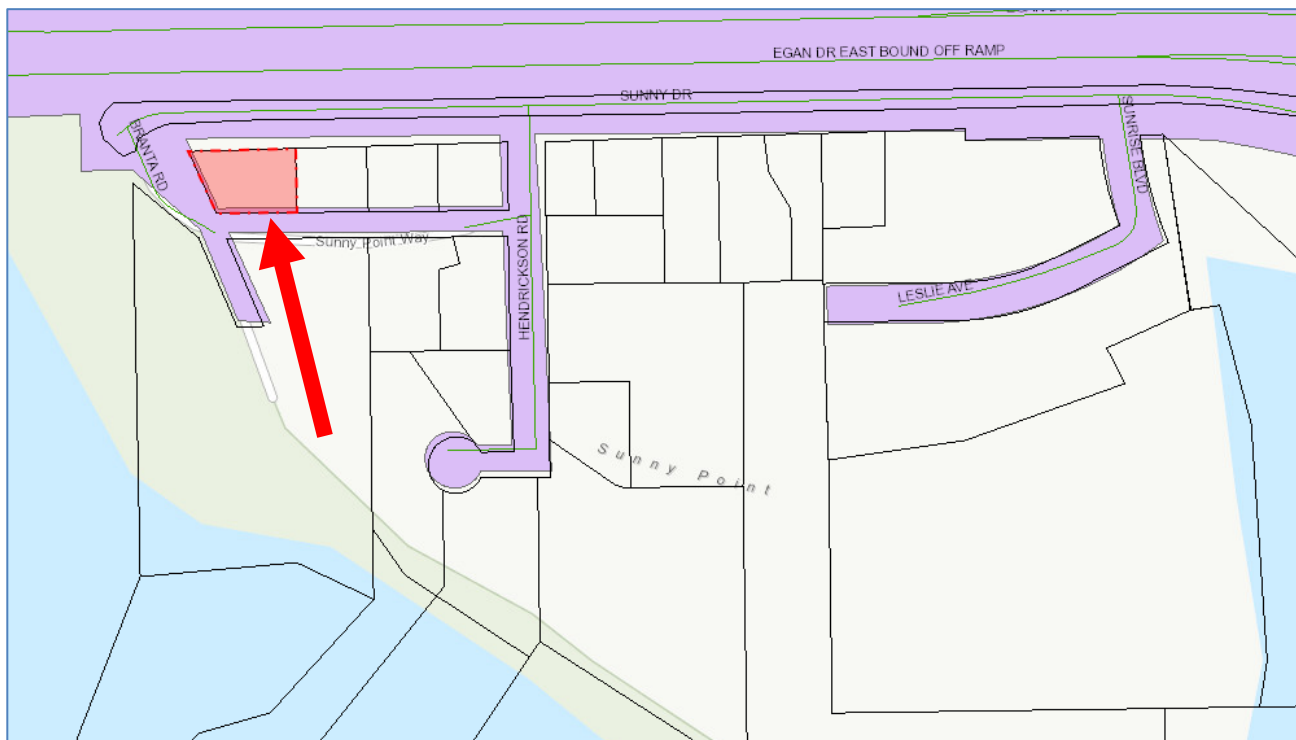 EGAN DR EAST BOUND OFF RAMP
SUNNY DR
BRANTA RD
SUNRISE BLVD
Sunny Point Way
HENDRICKSON RD
LESLIE AVE
Sunny Point